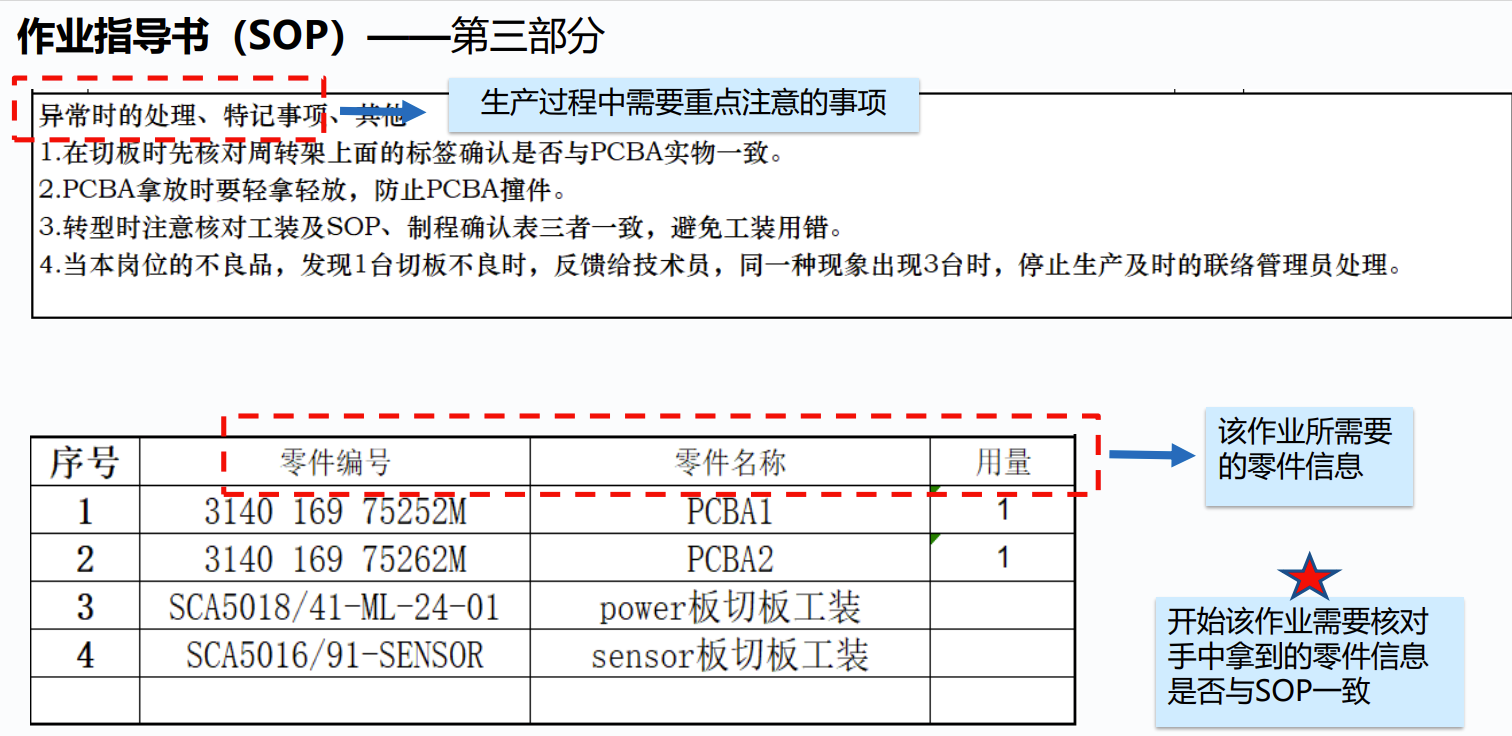 作业指导书（SOP）——第三部分
异常时的处理、特记事项、其他
生产过程中需要重点注意的事项
1.在切板时先核对周转架上面的标签确认是否与PCBA实物一致。
2.PCBA拿放时要轻拿轻放，防止PCBA撞件。
3.转型时注意核对工装及SOP、制程确认表三者一致，避免工装用错。
4.当本岗位的不良品，发现1台切板不良时，反馈给技术员，同一种现象出现3台时，停止生产及时的联络管理员处理。
序号 零件编号 零件名称 用量
1 3140 169 75252M PCBA1 1
2 3140 169 75262M PCBA2 1
3 SCA5018/41-ML-24-01 power板切板工装
4 SCA5016/91-SENSOR sensor板切板工装
该作业所需要
的零件信息
开始该作业需要核对
手中拿到的零件信息
是否与SOP一致